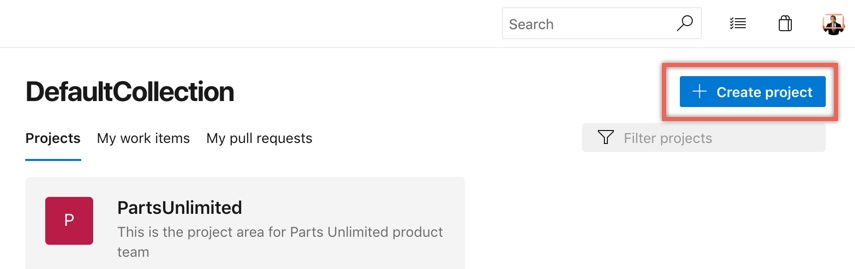 Search
DefaultCollection
Create project
Projects My work items My pull requests
Filter projects
P
PartsUnlimited
This is the project area for Parts Unlimited product
team